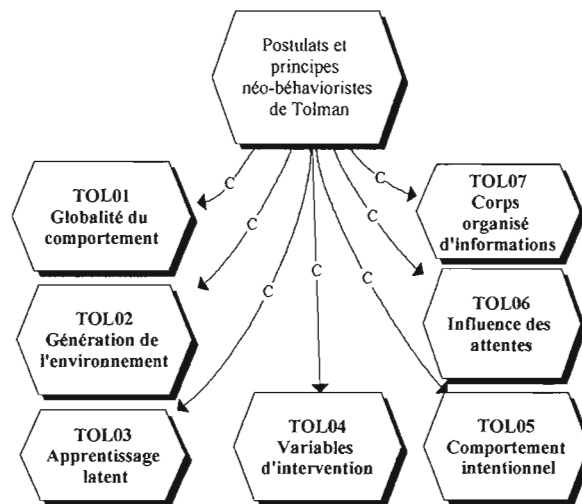 Postulats et
principes
néo-béhavioristes
de Tolman
C
C
C
C
C
C
C
TOL01
Globalité du
comportement
TOL02
Génération de
l'environnement
TOL03
Apprentissage
latent
TOL04
Variables
d'intervention
TOL07
Corps
organisé
d'informations
TOL06
Influence des
attentes
TOL05
Comportement
intentionnel